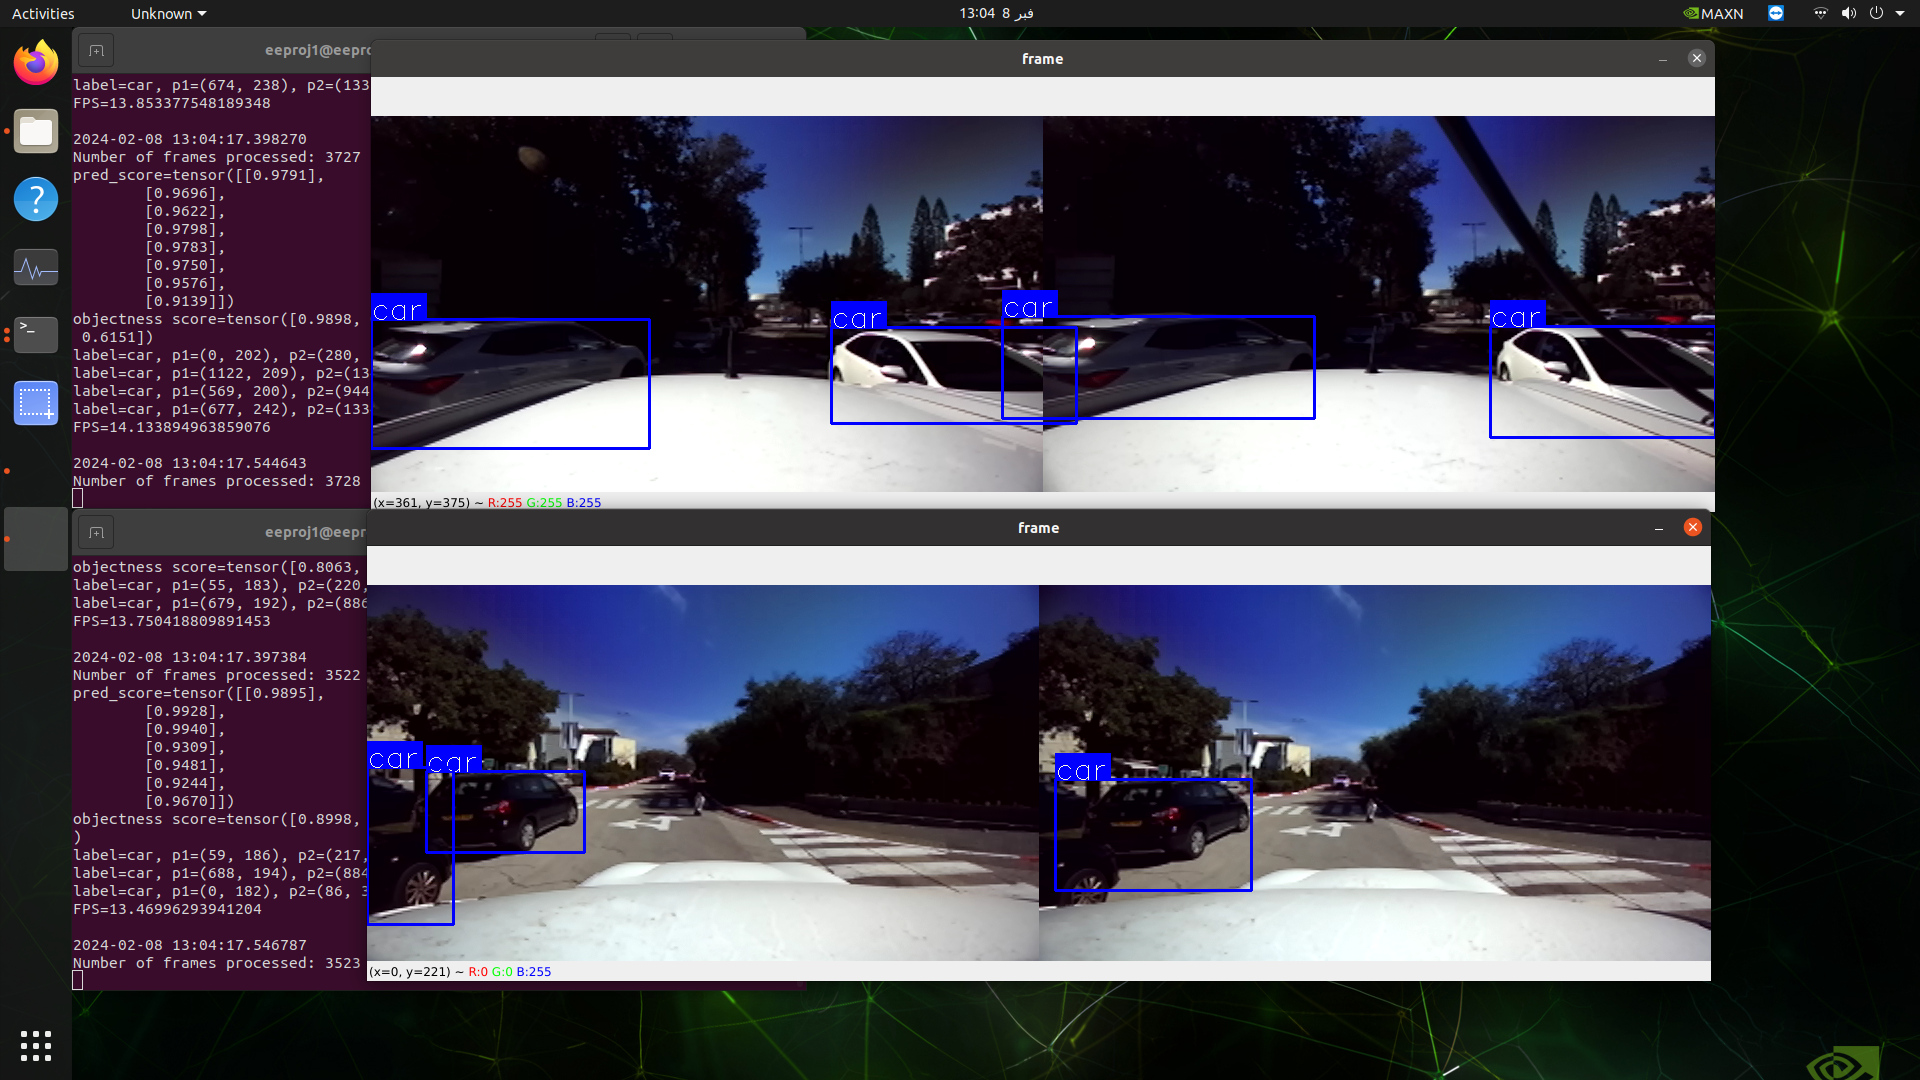 Activities
Unknown
13:04 8 فبر
MAXN
eeproj1@eepro
label=car, p1=(674, 238), p2=(133
FPS=13.853377548189348
2024-02-08 13:04:17.398270
Number of frames processed: 3727
pred_score=tensor([[0.9791],
[0.9696],
[0.9622],
[0.9798],
[0.9783],
[0.9750],
[0.9576],
[0.9139]])
objectness score=tensor([0.9898,
0.6151])
label=car, p1=(0, 202), p2=(280,
label=car, p1=(1122, 209), p2=(13
label=car, p1=(569, 200), p2=(944
label=car, p1=(677, 242), p2=(133
FPS=14.133894963859076
2024-02-08 13:04:17.544643
Number of frames processed: 3728
frame
car
car
car
car
(x=361, y=375) ~ R:255 G:255 B:255
eeproj1@eepr
objectness score=tensor([0.8063,
label=car, p1=(55, 183), p2=(220,
label=car, p1=(679, 192), p2=(886
FPS=13.750418809891453
2024-02-08 13:04:17.397384
Number of frames processed: 3522
pred_score=tensor([[0.9895],
[0.9928],
[0.9940],
[0.9309],
[0.9481],
[0.9244],
[0.9670]])
objectness score=tensor([0.8998,
)
label=car, p1=(59, 186), p2=(217,
label=car, p1=(688, 194), p2=(884
label=car, p1=(0, 182), p2=(86, 3
FPS=13.46996293941204
2024-02-08 13:04:17.546787
Number of frames processed: 3523
frame
car
car
car
(x=0, y=221) ~ R:0 G:0 B:255